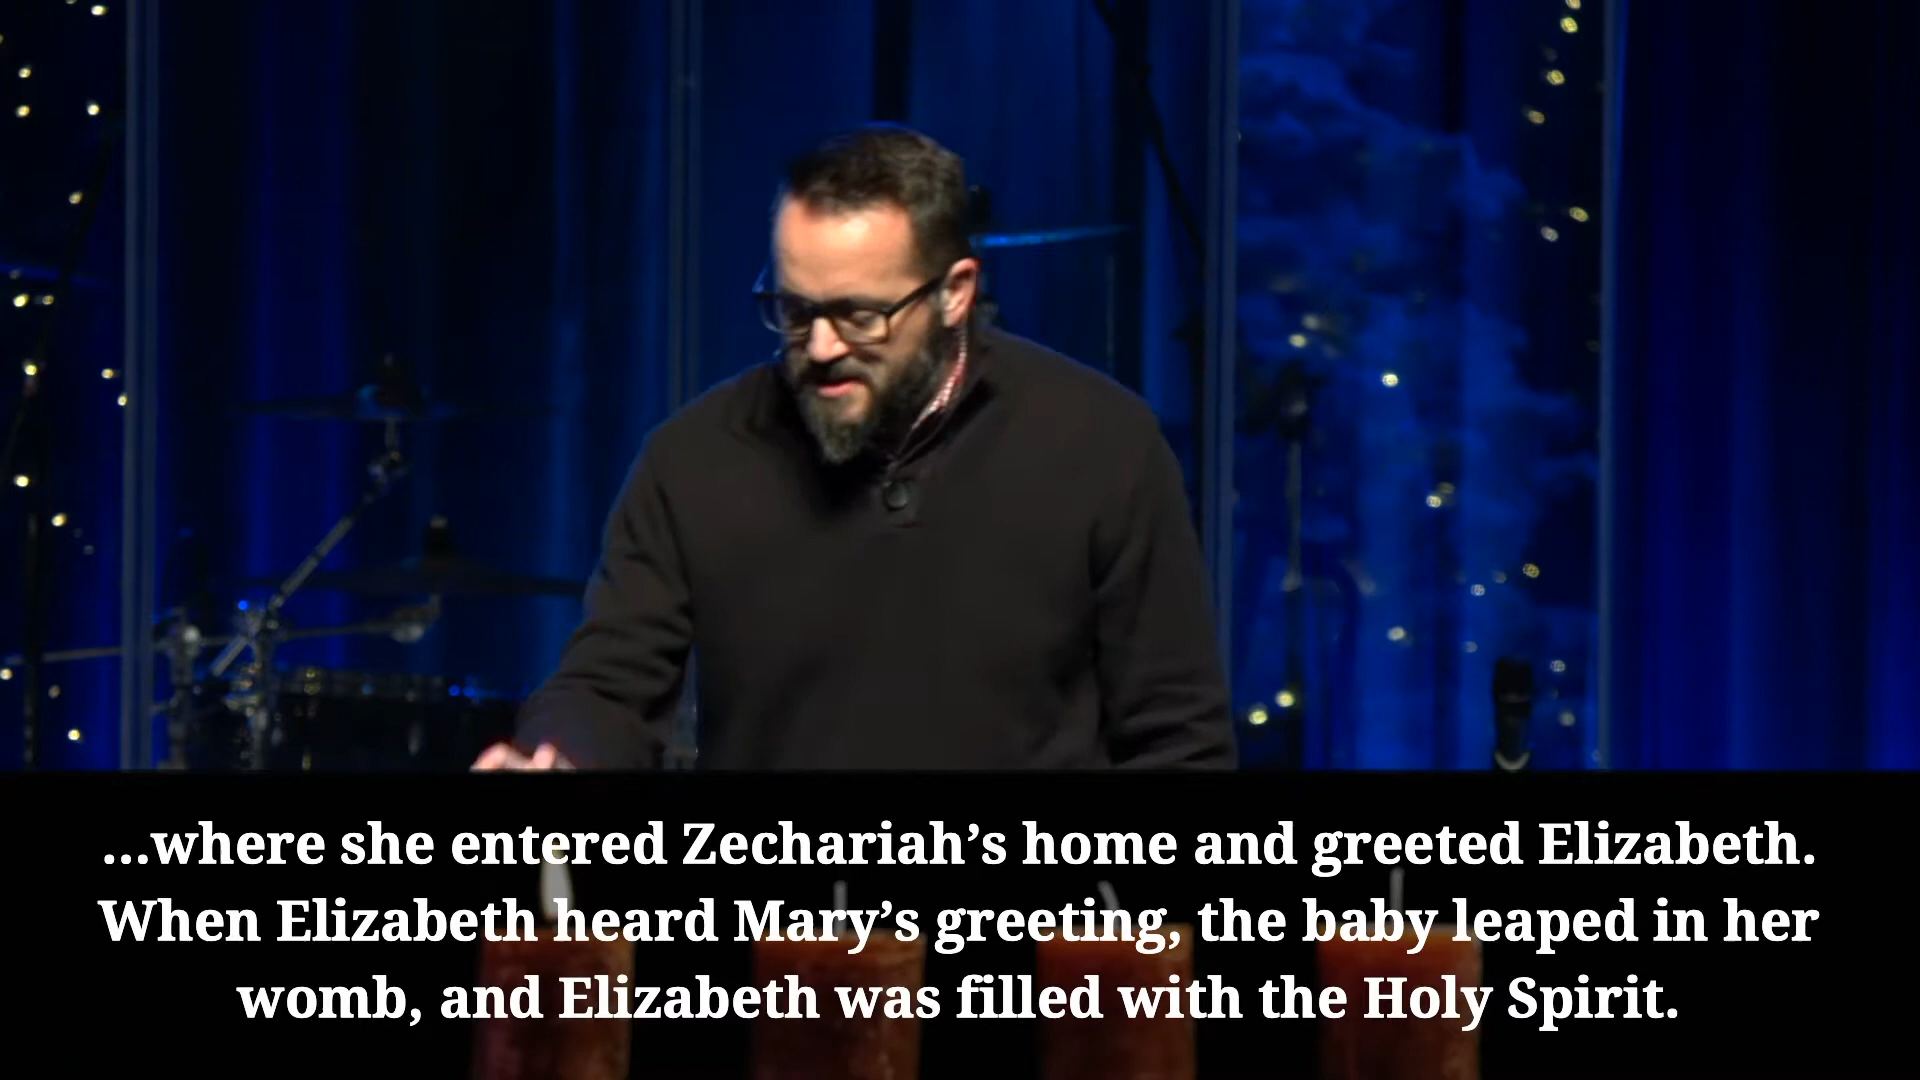 ...where she entered Zechariah’s home and greeted Elizabeth.
When Elizabeth heard Mary’s greeting, the baby leaped in her
womb, and Elizabeth was filled with the Holy Spirit.